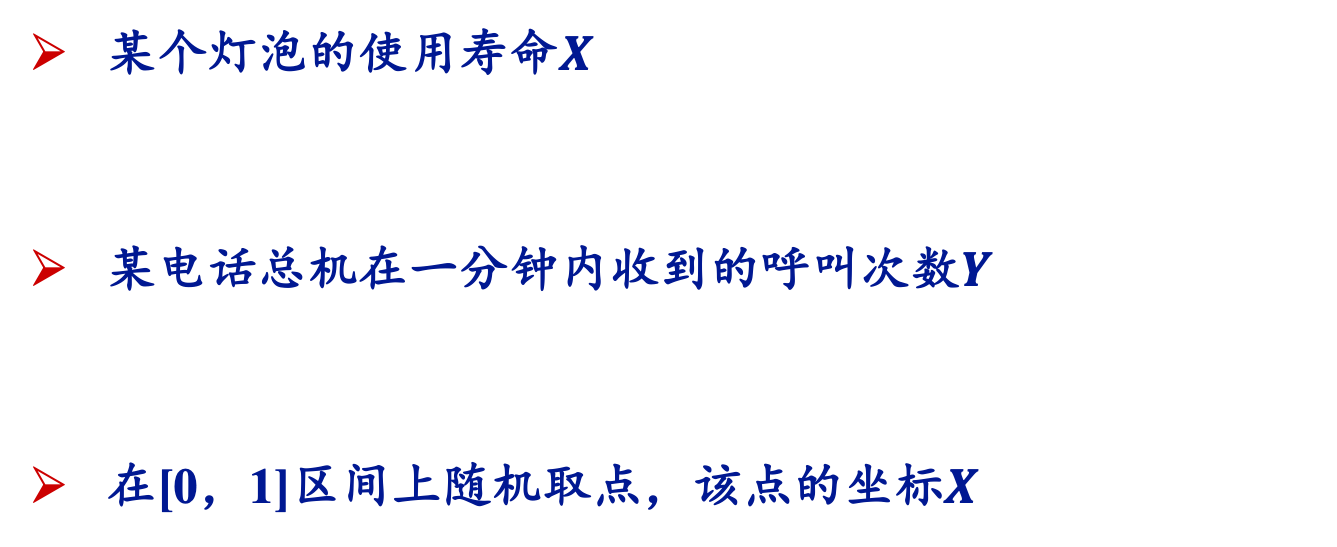 某个灯泡的使用寿命X
某电话总机在一分钟内收到的呼叫次数Y
在[0，1]区间上随机取点，该点的坐标X